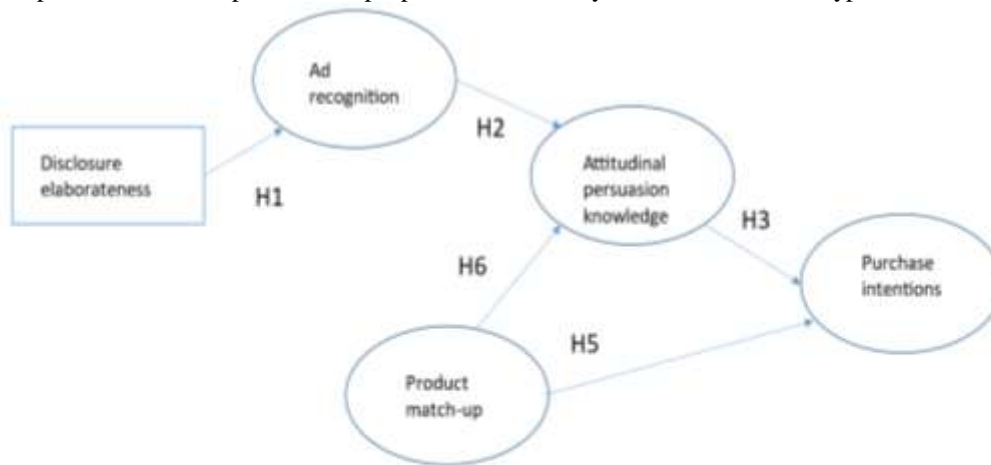 Ad
recognition
H2
Disclosure
elaborateness
H1
Attitudinal
persuasion
knowledge
H3
H6
Purchase
intentions
H5
Product
match-up